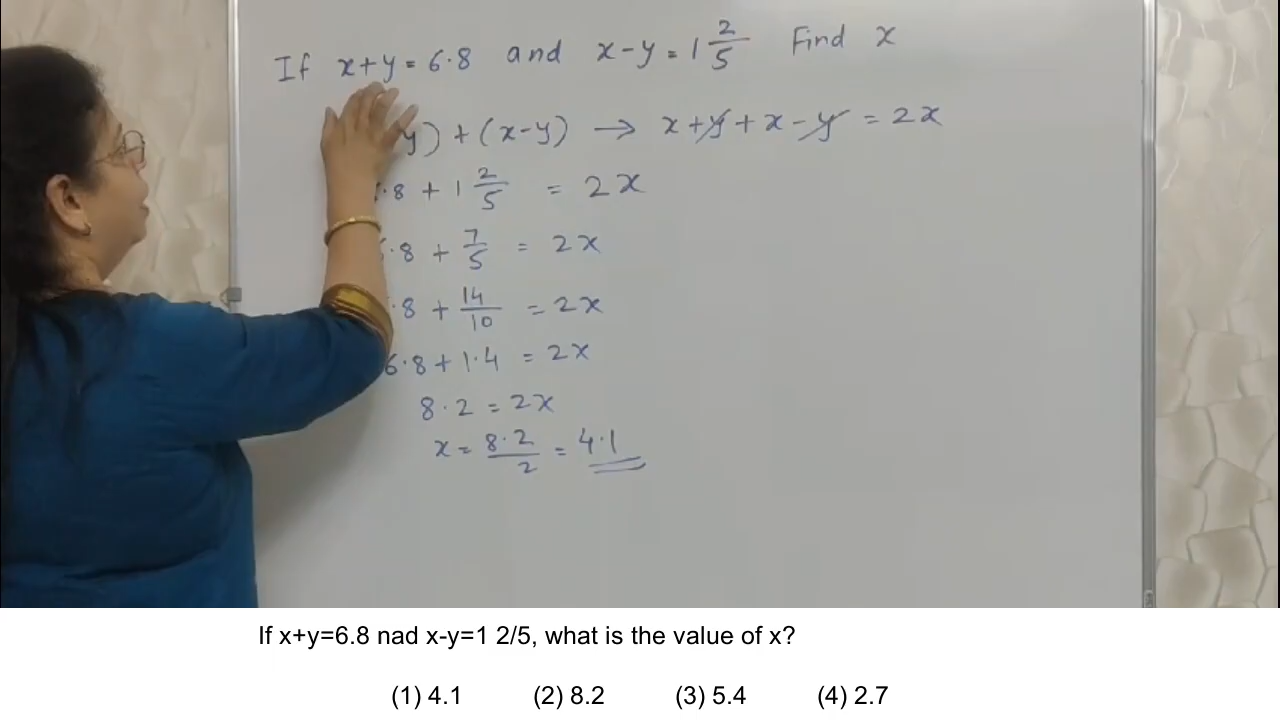 If x+y = 6.8 and x-y = 1 2/5 Find x
y) + (x-y) → x+y+x-y = 2x
.8 + 1 2/5 = 2x
.8 + 7/5 = 2x
.8 + 14/10 = 2x
6.8 + 1.4 = 2x
8.2 = 2x
x = 8.2/2 = 4.1
If x+y=6.8 nad x-y=1 2/5, what is the value of x?
(1) 4.1 (2) 8.2 (3) 5.4 (4) 2.7